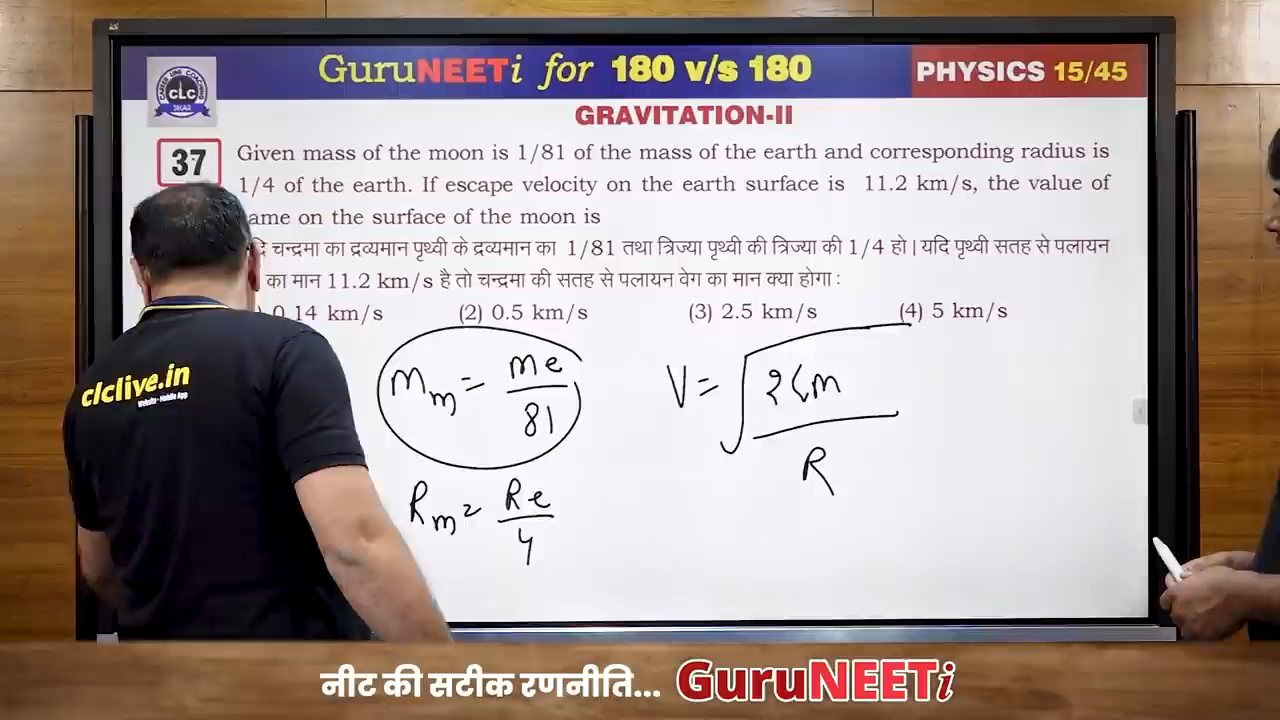 GuruNEETi for 180 v/s 180
PHYSICS 15/45
CLC
SIKAR
GRAVITATION-II
37
Given mass of the moon is 1/81 of the mass of the earth and corresponding radius is
1/4 of the earth. If escape velocity on the earth surface is 11.2 km/s, the value of
ame on the surface of the moon is
चन्द्रमा का द्रव्यमान पृथ्वी के द्रव्यमान का 1/81 तथा त्रिज्या पृथ्वी की त्रिज्या की 1/4 हो। यदि पृथ्वी सतह से पलायन
का मान 11.2 km/s है तो चन्द्रमा की सतह से पलायन वेग का मान क्या होगा :
0.14 km/s (2) 0.5 km/s (3) 2.5 km/s (4) 5 km/s
Mm = Me/81
V = √2GM/R
Rm = Re/4
clclive.in
Website - Mobile App
नीट की सटीक रणनीति... GuruNEETi